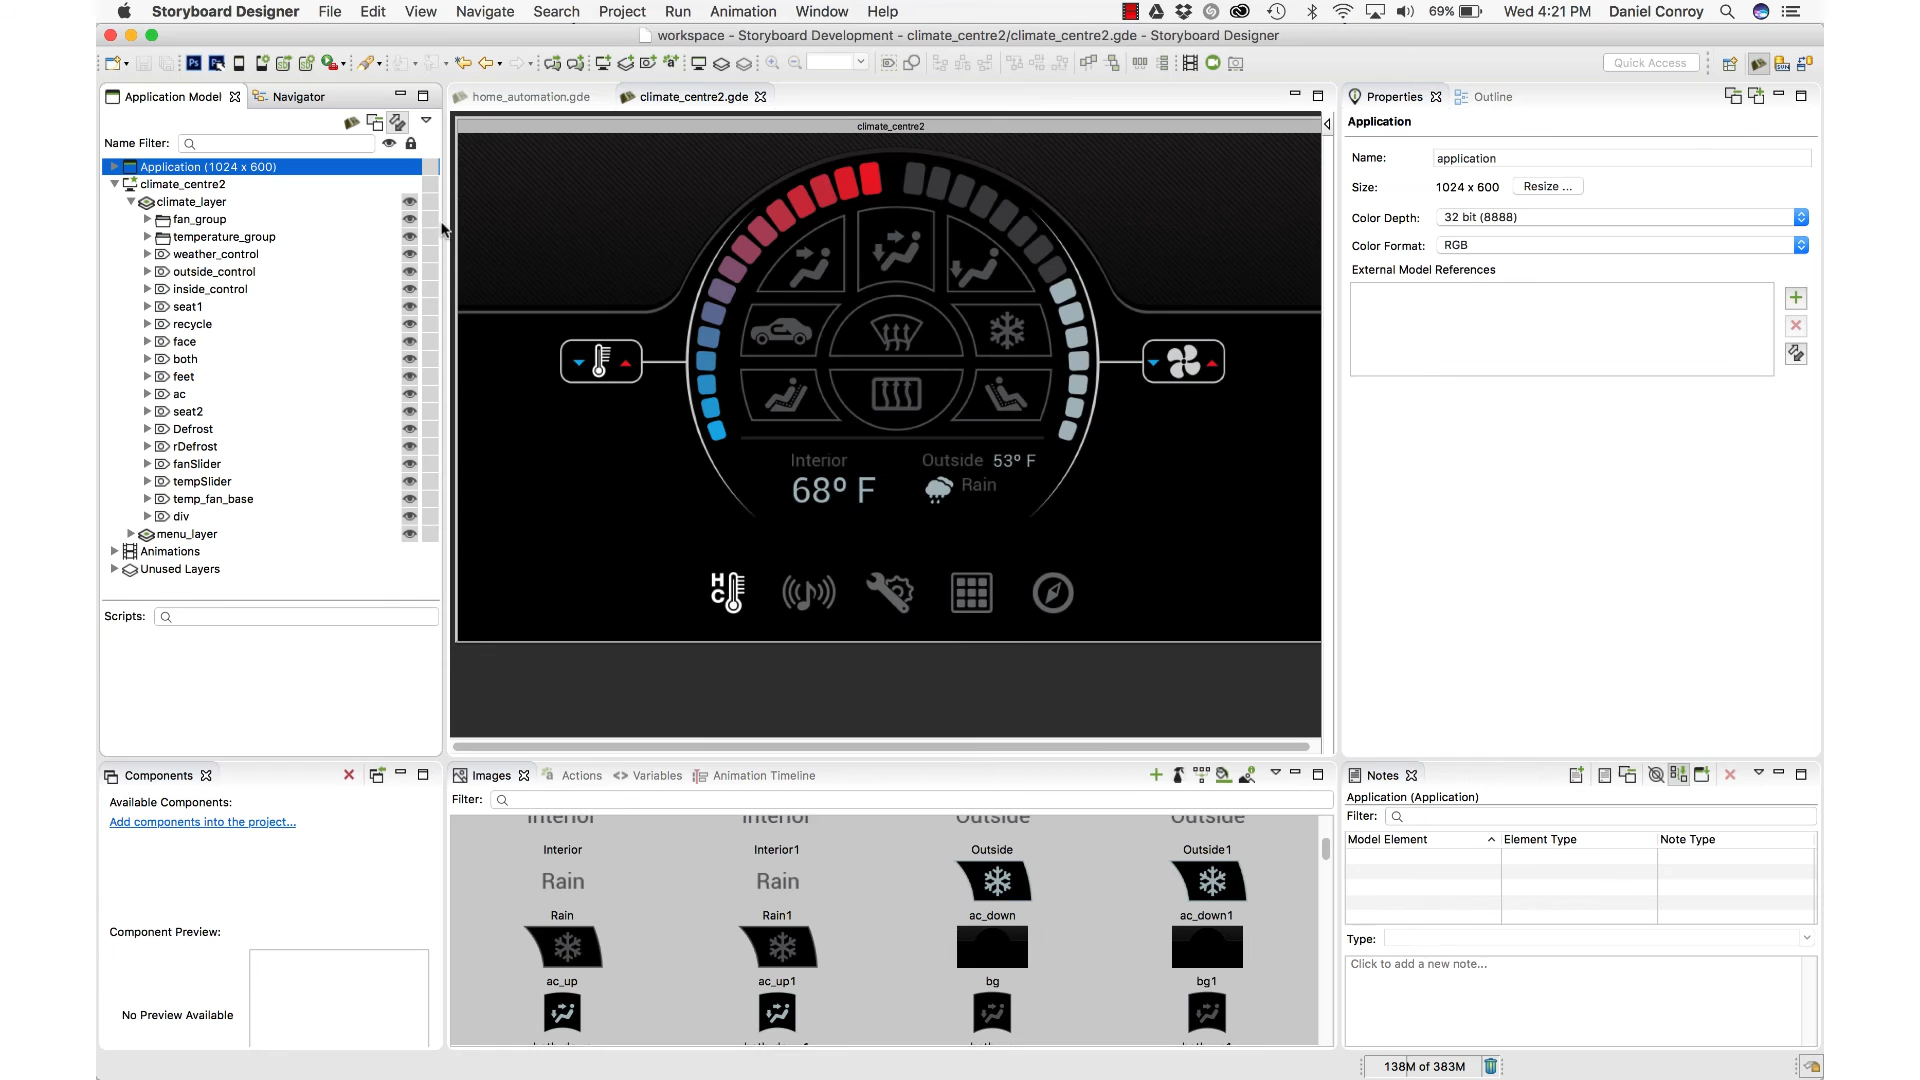 Storyboard Designer File Edit View Navigate Search Project Run Animation Window Help 69% Wed 4:21 PM Daniel Conroy
workspace - Storyboard Development - climate_centre2/climate_centre2.gde - Storyboard Designer
Quick Access
Application Model Navigator
Name Filter:
Application (1024 x 600)
climate_centre2
climate_layer
fan_group
temperature_group
weather_control
outside_control
inside_control
seat1
recycle
face
both
feet
ac
seat2
Defrost
rDefrost
fanSlider
tempSlider
temp_fan_base
div
menu_layer
Animations
Unused Layers
Scripts:
home_automation.gde climate_centre2.gde
climate_centre2
Interior
68º F
Outside 53º F
Rain
H
C
Properties Outline
Application
Name: application
Size: 1024 x 600 Resize ...
Color Depth: 32 bit (8888)
Color Format: RGB
External Model References
Components
Available Components:
Add components into the project...
Component Preview:
No Preview Available
Images Actions Variables Animation Timeline
Filter:
Interior Interior Outside Outside
Interior Interior1 Outside Outside1
Rain Rain
Rain Rain1 ac_down ac_down1
ac_up ac_up1 bg bg1
Notes
Application (Application)
Filter:
Model Element Element Type Note Type
Type:
Click to add a new note...
138M of 383M